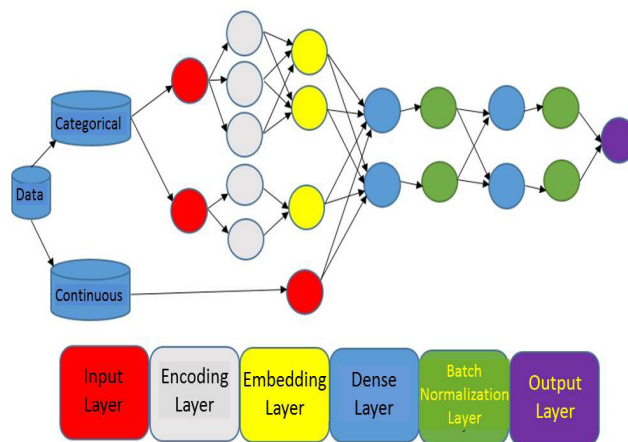 Categorical
Data
Continuous
Input
Layer
Encoding
Layer
Embedding
Layer
Dense
Layer
Batch
Normalization
Layer
Output
Layer